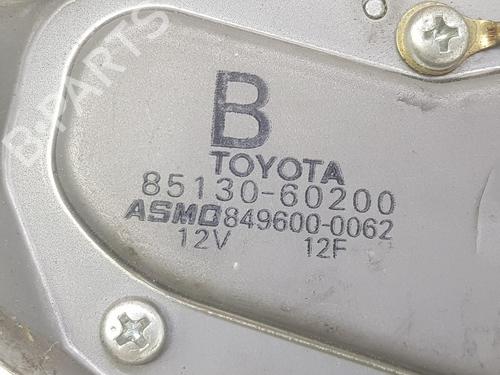 B-PARTS
B
TOYOTA
85130-60200
ASMO 849600-0062
12V 12F